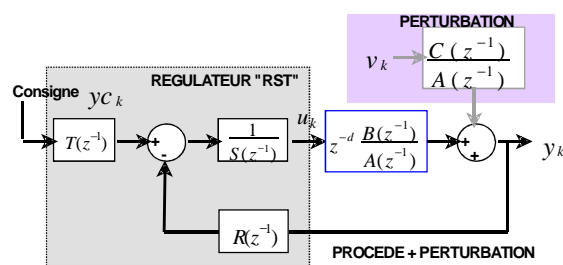 PERTURBATION
v_k
C(z^{-1})
A(z^{-1})
REGULATEUR "RST"
Consigne
yc_k
T(z^{-1})
+
-
1
S(z^{-1})
u_k
z^{-d} B(z^{-1})
A(z^{-1})
+
+
y_k
R(z^{-1})
PROCEDE + PERTURBATION